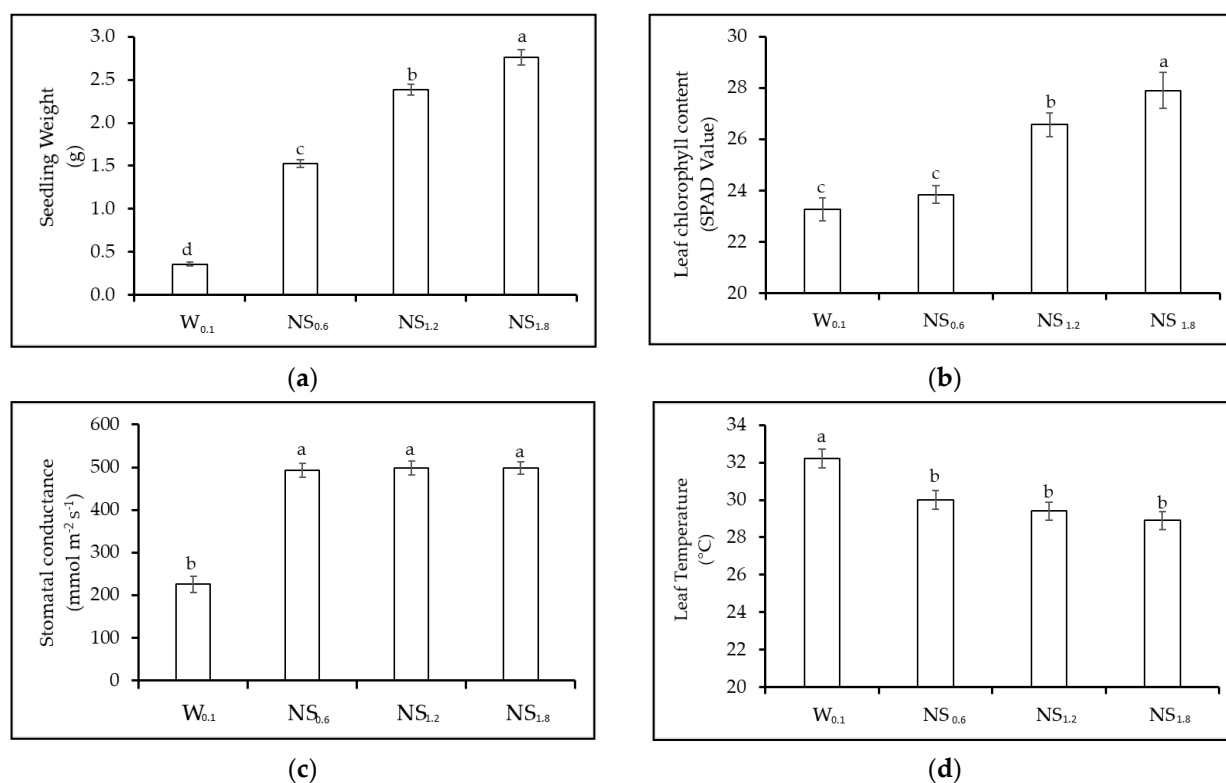 Seedling Weight
(g)
3.0
2.5
2.0
1.5
1.0
0.5
0.0
d
c
b
a
W0.1
NS0.6
NS1.2
NS1.8
(a)
Leaf chlorophyll content
(SPAD Value)
30
28
26
24
22
20
c
c
b
a
W0.1
NS0.6
NS1.2
NS1.8
(b)
Stomatal conductance
(mmol m-2 s-1)
600
500
400
300
200
100
0
b
a
a
a
W0.1
NS0.6
NS1.2
NS1.8
(c)
Leaf Temperature
(°C)
34
32
30
28
26
24
22
20
a
b
b
b
W0.1
NS0.6
NS1.2
NS1.8
(d)